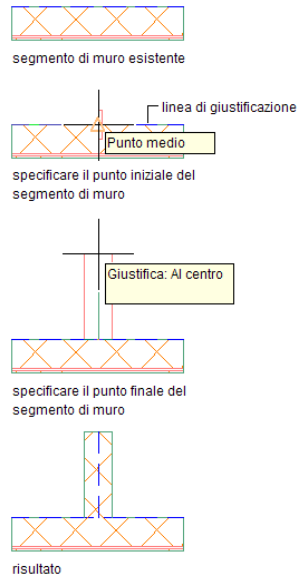 segmento di muro esistente
linea di giustificazione
Punto medio
specificare il punto iniziale del
segmento di muro
Giustifica: Al centro
specificare il punto finale del
segmento di muro
risultato